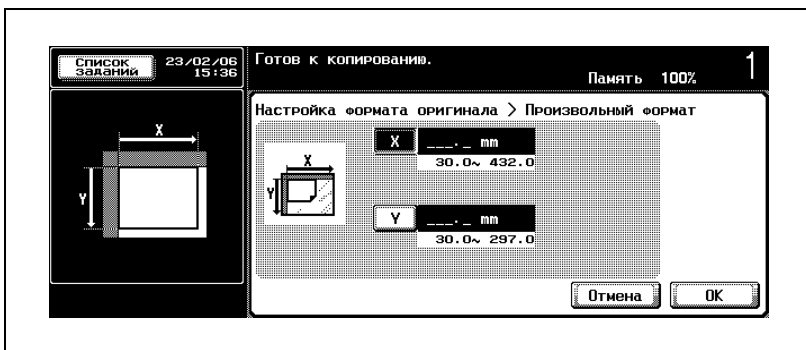 Список заданий
23/02/06
15:36
Готов к копированию.
Память 100%
1
Настройка формата оригинала > Произвольный формат
X
Y
X
Y
X ___._ mm
30.0~ 432.0
Y ___._ mm
30.0~ 297.0
Отмена
OK